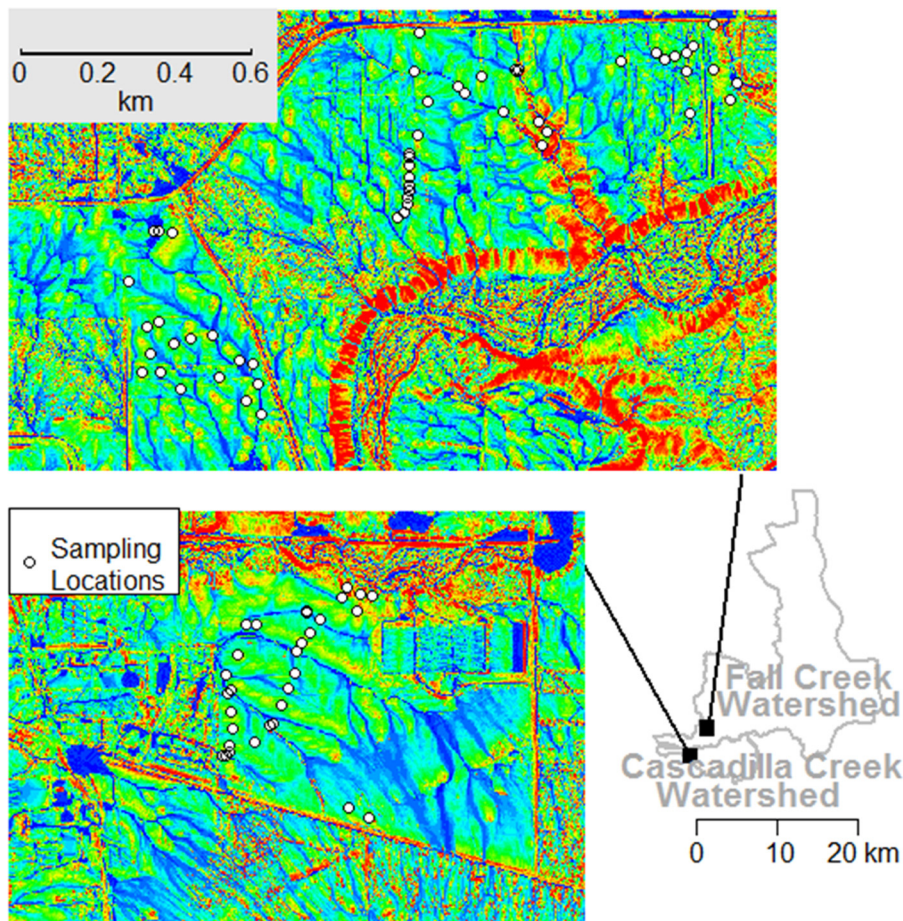 0 0.2 0.4 0.6
km
Sampling
Locations
Fall Creek
Watershed
Cascadilla Creek
Watershed
0 10 20 km